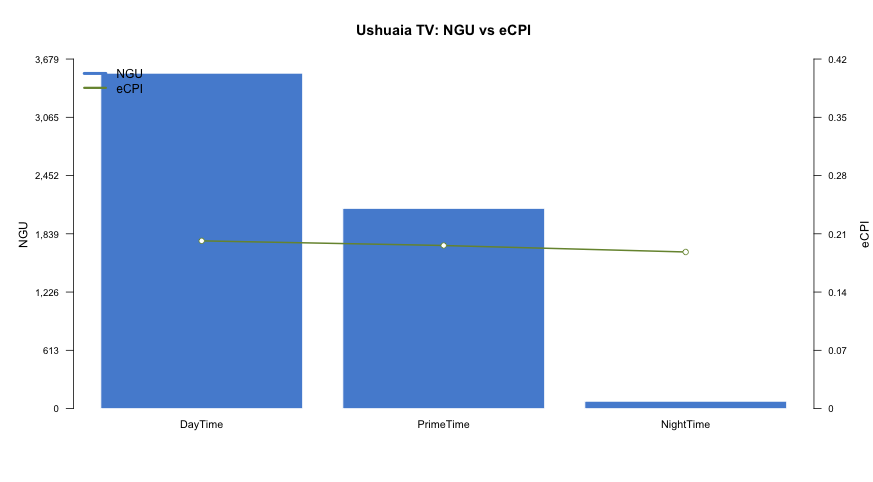 Ushuaia TV: NGU vs eCPI
NGU
eCPI
3,679
3,065
2,452
1,839
1,226
613
0
NGU
0.42
0.35
0.28
0.21
0.14
0.07
0
eCPI
DayTime
PrimeTime
NightTime